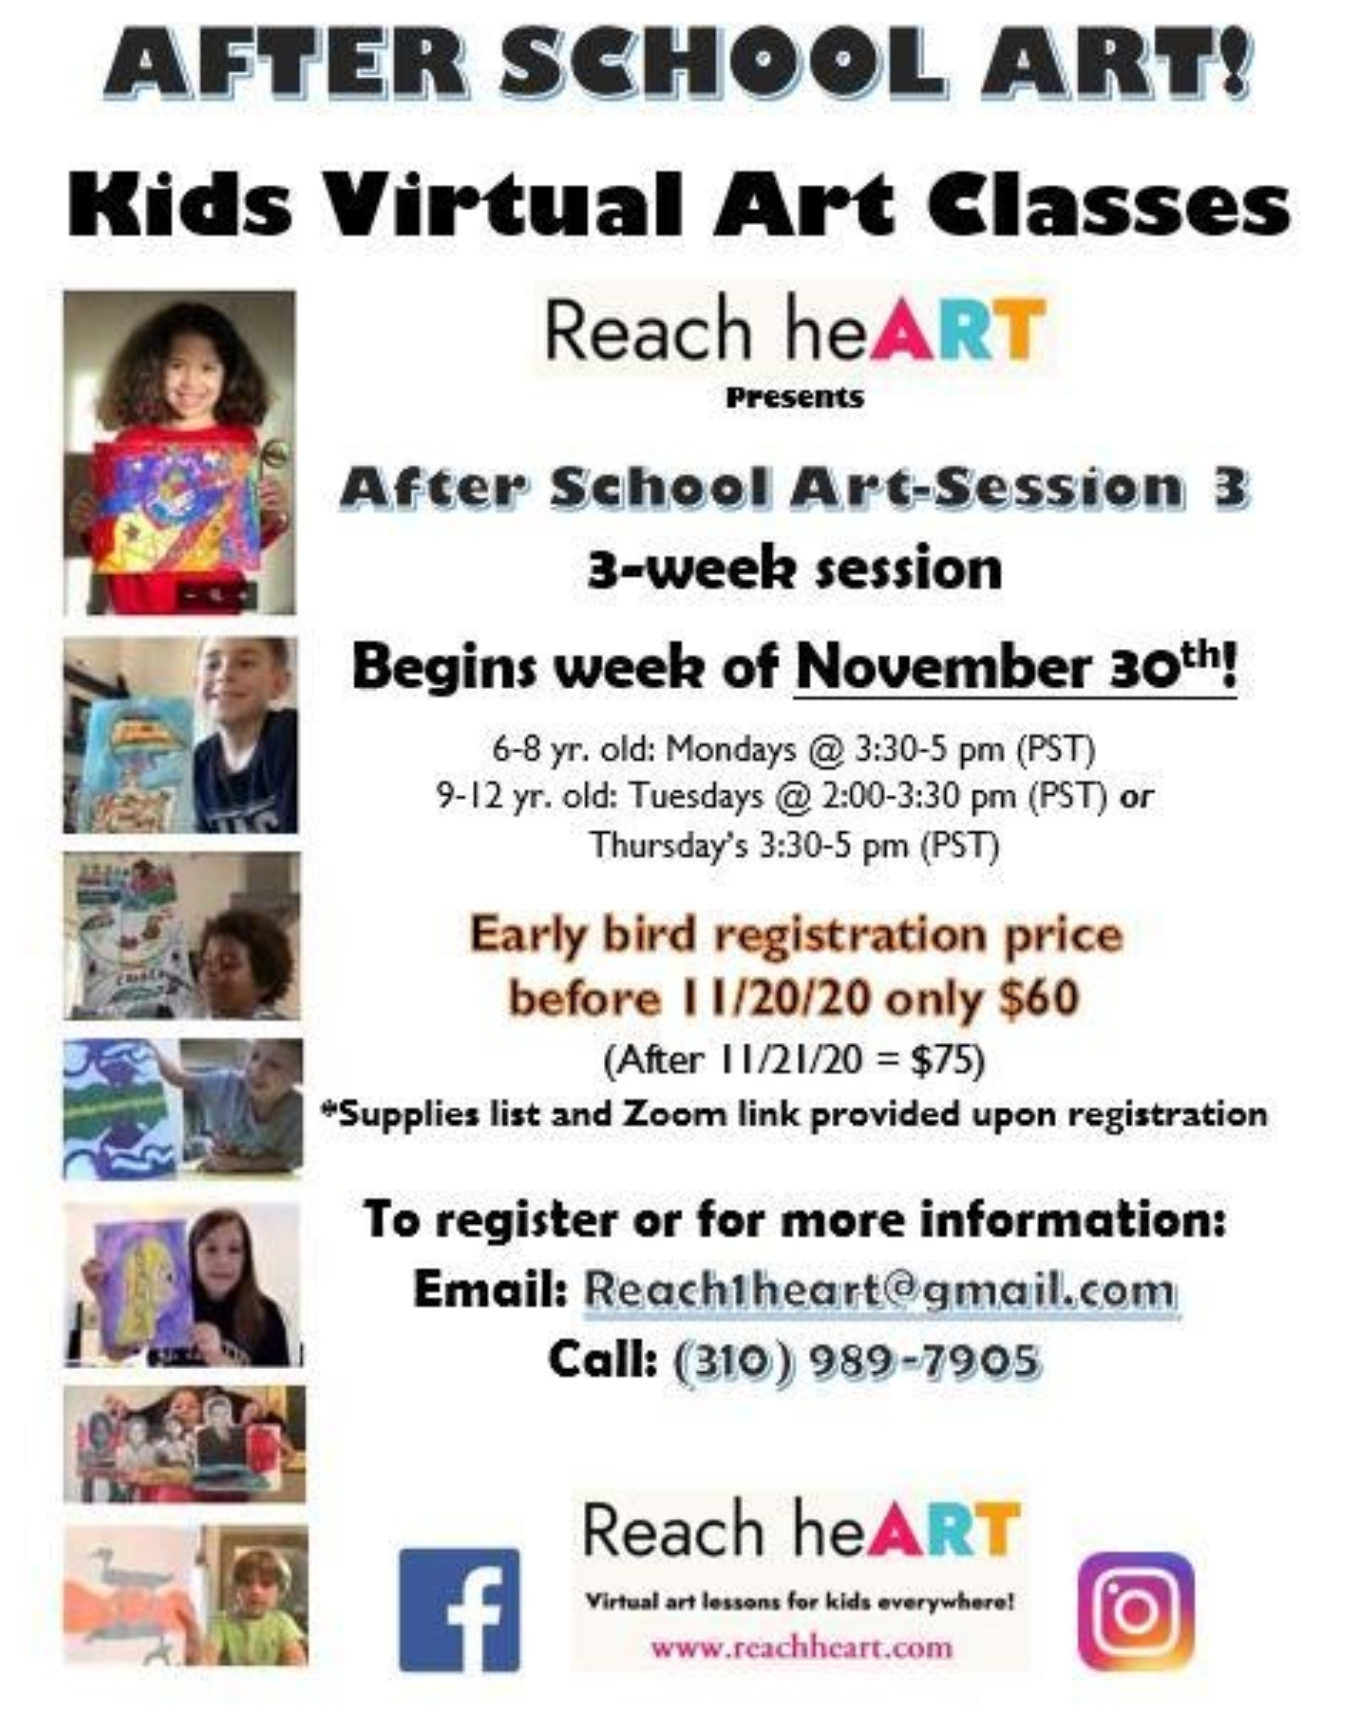 AFTER SCHOOL ART!
Kids Virtual Art Classes
Reach heART
Presents
After School Art-Session 3
3-week session
Begins week of November 30th!
6-8 yr. old: Mondays @ 3:30-5 pm (PST)
9-12 yr. old: Tuesdays @ 2:00-3:30 pm (PST) or
Thursday's 3:30-5 pm (PST)
Early bird registration price
before 11/20/20 only $60
(After 11/21/20 = $75)
*Supplies list and Zoom link provided upon registration
To register or for more information:
Email: Reach1heart@gmail.com
Call: (310) 989-7905
Reach heART
Virtual art lessons for kids everywhere!
www.reachheart.com